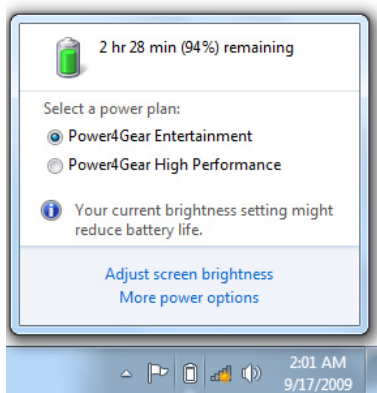 2 hr 28 min (94%) remaining
Select a power plan:
Power4Gear Entertainment
Power4Gear High Performance
Your current brightness setting might
reduce battery life.
Adjust screen brightness
More power options
2:01 AM
9/17/2009